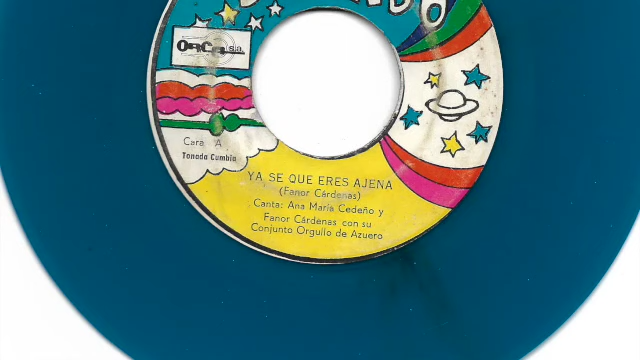 ORCA s.a.
Cara A
Tonada Cumbia
YA SE QUE ERES AJENA
(Fanor Cárdenas)
Canta: Ana María Cedeño y
Fanor Cárdenas con su
Conjunto Orgullo de Azuero